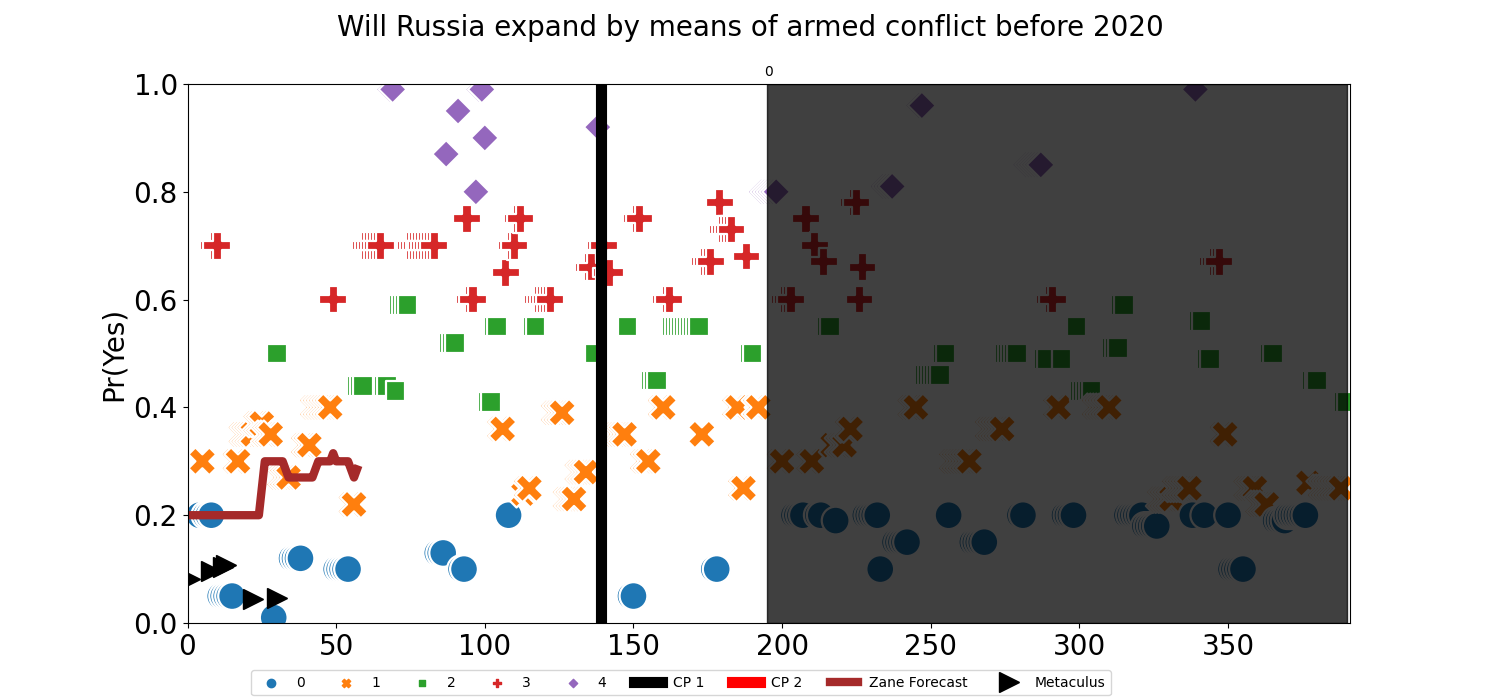 Will Russia expand by means of armed conflict before 2020
0
1.0
0.8
0.6
0.4
0.2
0.0
Pr(Yes)
0 50 100 150 200 250 300 350
0 1 2 3 4 CP 1 CP 2 Zane Forecast Metaculus